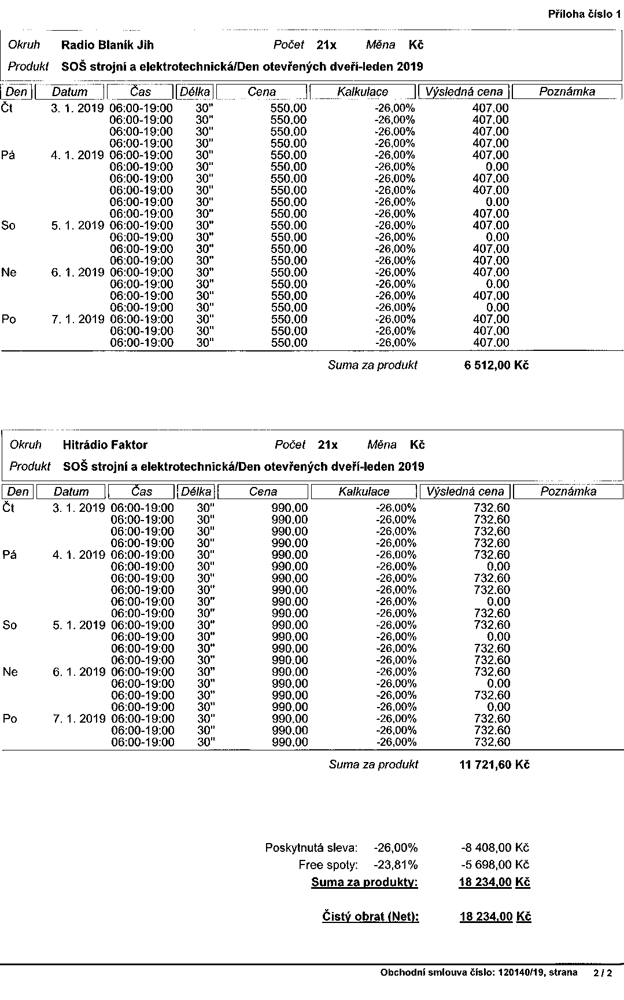 Příloha číslo 1
Okruh Radio Blaník Jih Počet 21x Měna Kč
Produkt SOŠ strojní a elektrotechnická/Den otevřených dveří-leden 2019
Den Datum Čas Délka Cena Kalkulace Výsledná cena Poznámka
Čt 3. 1. 2019 06:00-19:00 30" 550,00 -26,00% 407,00
06:00-19:00 30" 550,00 -26,00% 407,00
06:00-19:00 30" 550,00 -26,00% 407,00
06:00-19:00 30" 550,00 -26,00% 407,00
Pá 4. 1. 2019 06:00-19:00 30" 550,00 -26,00% 407,00
06:00-19:00 30" 550,00 -26,00% 0,00
06:00-19:00 30" 550,00 -26,00% 407,00
06:00-19:00 30" 550,00 -26,00% 407,00
06:00-19:00 30" 550,00 -26,00% 0,00
06:00-19:00 30" 550,00 -26,00% 407,00
So 5. 1. 2019 06:00-19:00 30" 550,00 -26,00% 407,00
06:00-19:00 30" 550,00 -26,00% 0,00
06:00-19:00 30" 550,00 -26,00% 407,00
06:00-19:00 30" 550,00 -26,00% 407,00
Ne 6. 1. 2019 06:00-19:00 30" 550,00 -26,00% 407,00
06:00-19:00 30" 550,00 -26,00% 0,00
06:00-19:00 30" 550,00 -26,00% 407,00
06:00-19:00 30" 550,00 -26,00% 0,00
Po 7. 1. 2019 06:00-19:00 30" 550,00 -26,00% 407,00
06:00-19:00 30" 550,00 -26,00% 407,00
06:00-19:00 30" 550,00 -26,00% 407,00
Suma za produkt 6 512,00 Kč
Okruh Hitrádio Faktor Počet 21x Měna Kč
Produkt SOŠ strojní a elektrotechnická/Den otevřených dveří-leden 2019
Den Datum Čas Délka Cena Kalkulace Výsledná cena Poznámka
Čt 3. 1. 2019 06:00-19:00 30" 990,00 -26,00% 732,60
06:00-19:00 30" 990,00 -26,00% 732,60
06:00-19:00 30" 990,00 -26,00% 732,60
06:00-19:00 30" 990,00 -26,00% 732,60
Pá 4. 1. 2019 06:00-19:00 30" 990,00 -26,00% 732,60
06:00-19:00 30" 990,00 -26,00% 0,00
06:00-19:00 30" 990,00 -26,00% 732,60
06:00-19:00 30" 990,00 -26,00% 732,60
06:00-19:00 30" 990,00 -26,00% 0,00
06:00-19:00 30" 990,00 -26,00% 732,60
So 5. 1. 2019 06:00-19:00 30" 990,00 -26,00% 732,60
06:00-19:00 30" 990,00 -26,00% 0,00
06:00-19:00 30" 990,00 -26,00% 732,60
06:00-19:00 30" 990,00 -26,00% 732,60
Ne 6. 1. 2019 06:00-19:00 30" 990,00 -26,00% 732,60
06:00-19:00 30" 990,00 -26,00% 0,00
06:00-19:00 30" 990,00 -26,00% 732,60
06:00-19:00 30" 990,00 -26,00% 0,00
Po 7. 1. 2019 06:00-19:00 30" 990,00 -26,00% 732,60
06:00-19:00 30" 990,00 -26,00% 732,60
06:00-19:00 30" 990,00 -26,00% 732,60
Suma za produkt 11 721,60 Kč
Poskytnutá sleva: -26,00% -8 408,00 Kč
Free spoty: -23,81% -5 698,00 Kč
Suma za produkty: 18 234,00 Kč
Čistý obrat (Net): 18 234,00 Kč
Obchodní smlouva číslo: 120140/19, strana 2 / 2